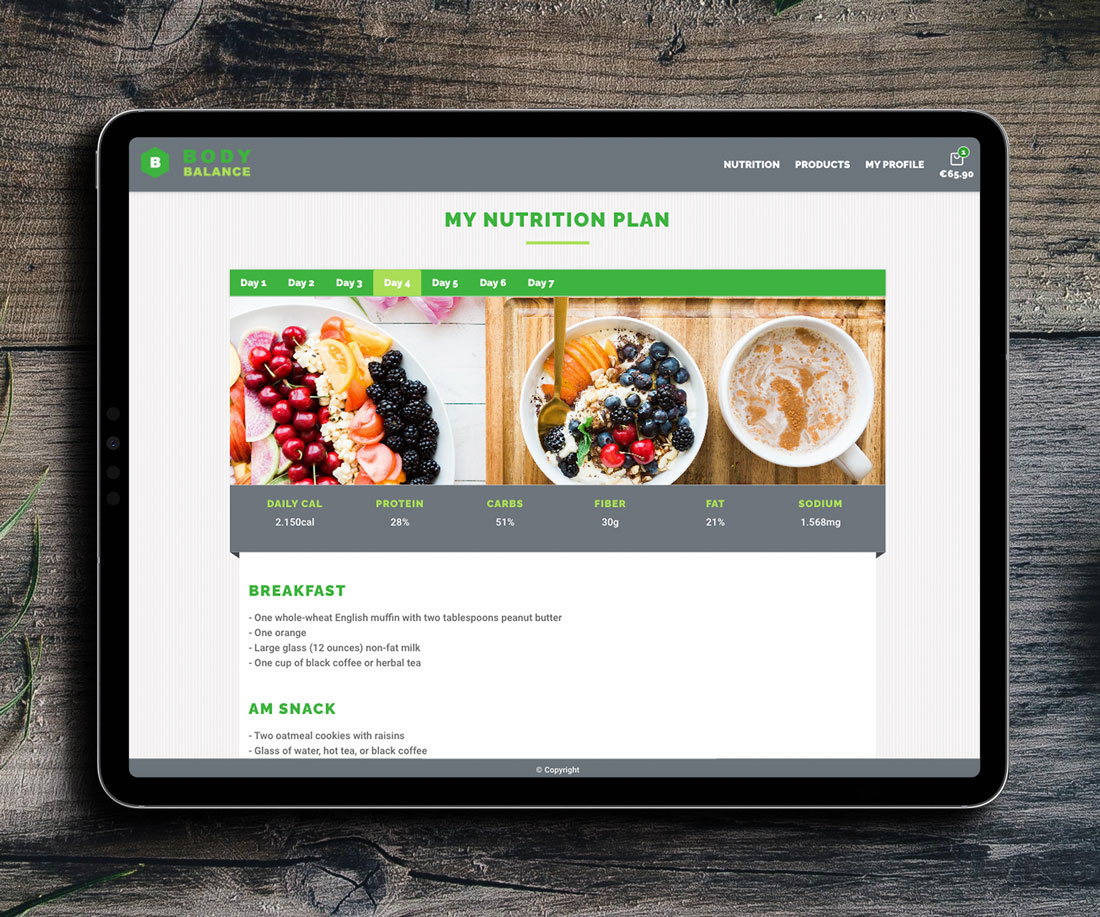 B
BODY
BALANCE
NUTRITION PRODUCTS MY PROFILE
1
€65.90
MY NUTRITION PLAN
Day 1 Day 2 Day 3 Day 4 Day 5 Day 6 Day 7
DAILY CAL PROTEIN CARBS FIBER FAT SODIUM
2.150cal 28% 51% 30g 21% 1.568mg
BREAKFAST
- One whole-wheat English muffin with two tablespoons peanut butter
- One orange
- Large glass (12 ounces) non-fat milk
- One cup of black coffee or herbal tea
AM SNACK
- Two oatmeal cookies with raisins
- Glass of water, hot tea, or black coffee
© Copyright